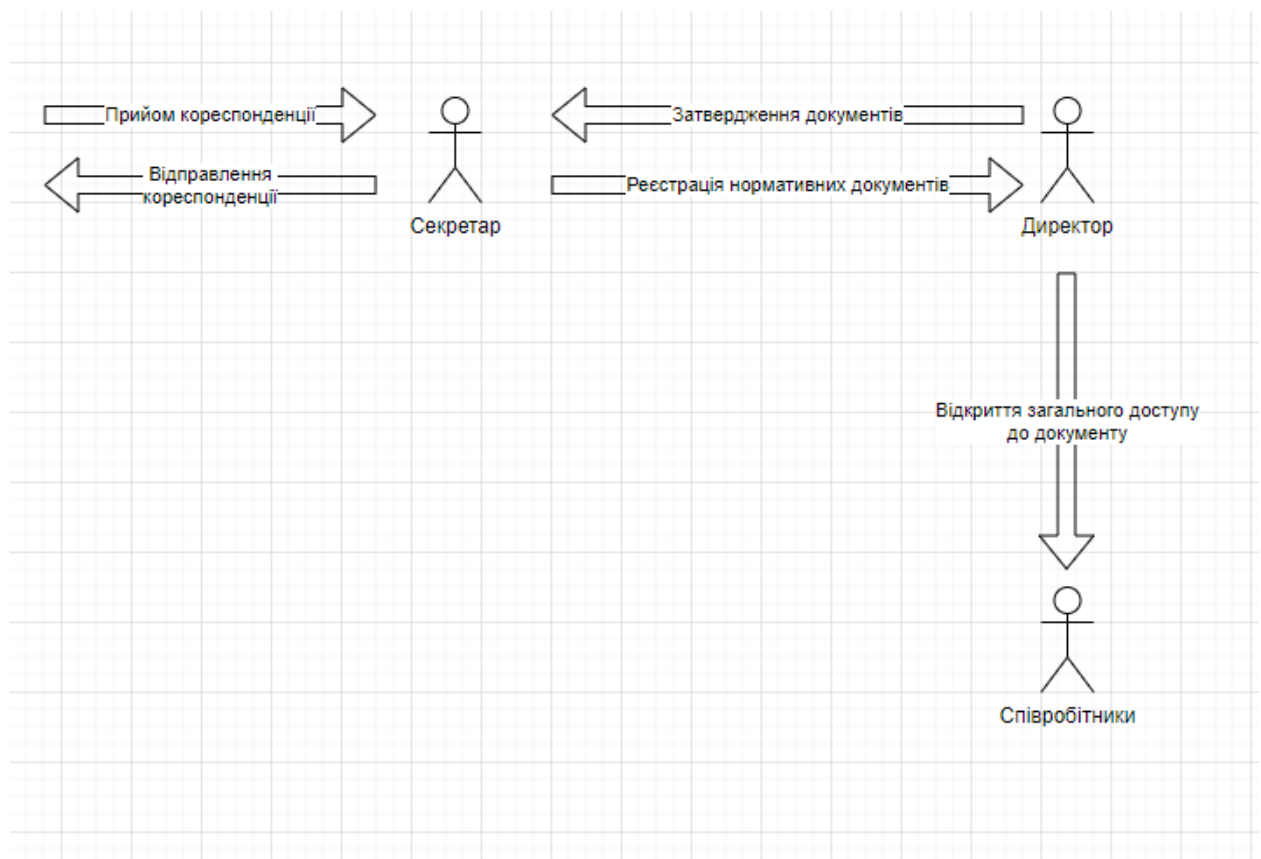 Прийом кореспонденції
Затвердження документів
Відправлення
кореспонденції
Реєстрація нормативних документів
Секретар
Директор
Відкриття загального доступу
до документу
Співробітники